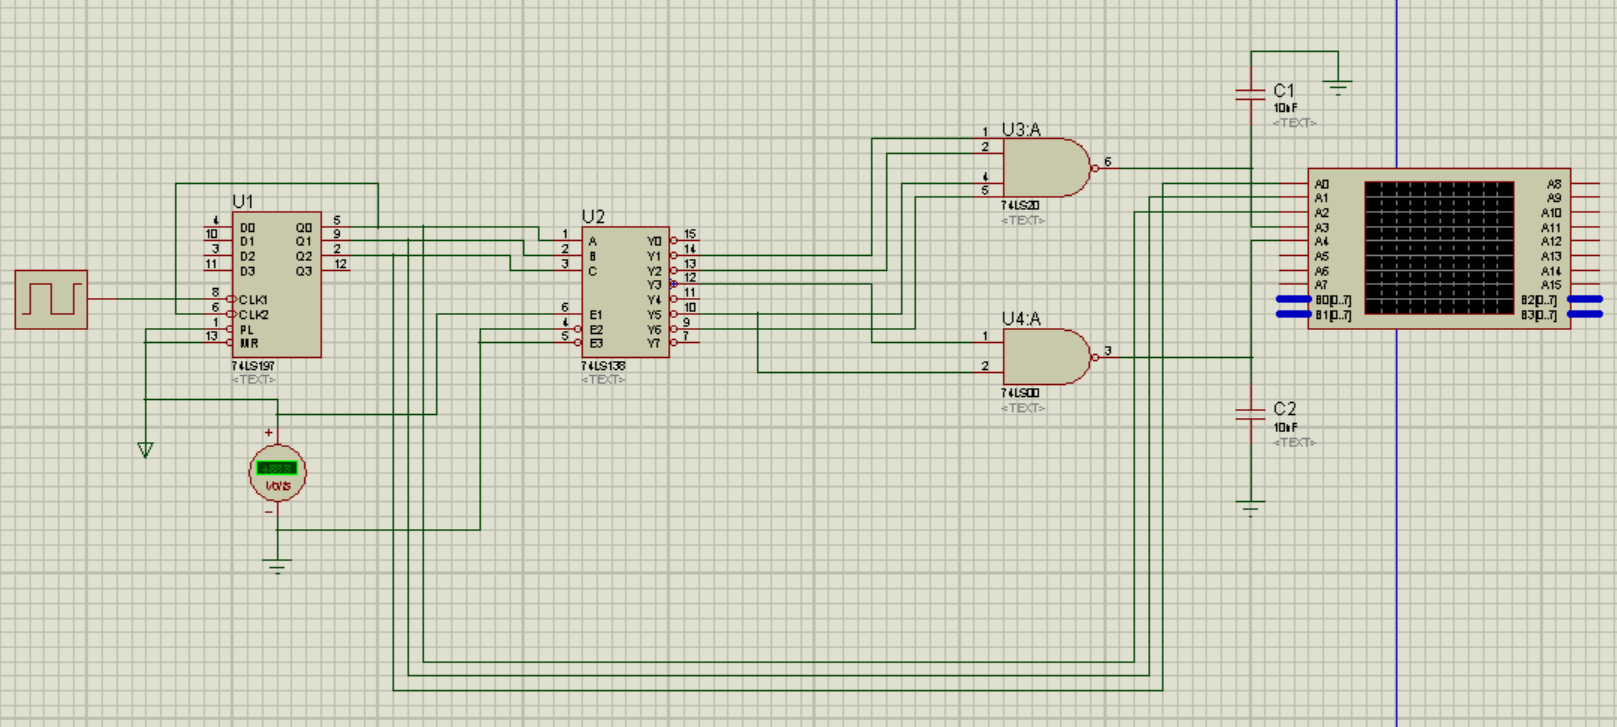 C1
10nF
<TEXT>
U3:A
1
2
4
5
6
74LS20
<TEXT>
U1
4 D0 Q0 5
10 D1 Q1 9
3 D2 Q2 2
11 D3 Q3 12
8 CLK1
6 CLK2
1 PL
13 MR
74LS197
<TEXT>
U2
1 A Y0 15
2 B Y1 14
3 C Y2 13
Y3 12
Y4 11
6 E1 Y5 10
4 E2 Y6 9
5 E3 Y7 7
74LS138
<TEXT>
U4:A
1
2
3
74LS00
<TEXT>
A0 A8
A1 A9
A2 A10
A3 A11
A4 A12
A5 A13
A6 A14
A7 A15
B0[0..7] B2[0..7]
B1[0..7] B3[0..7]
C2
10nF
<TEXT>
+
Volts
−